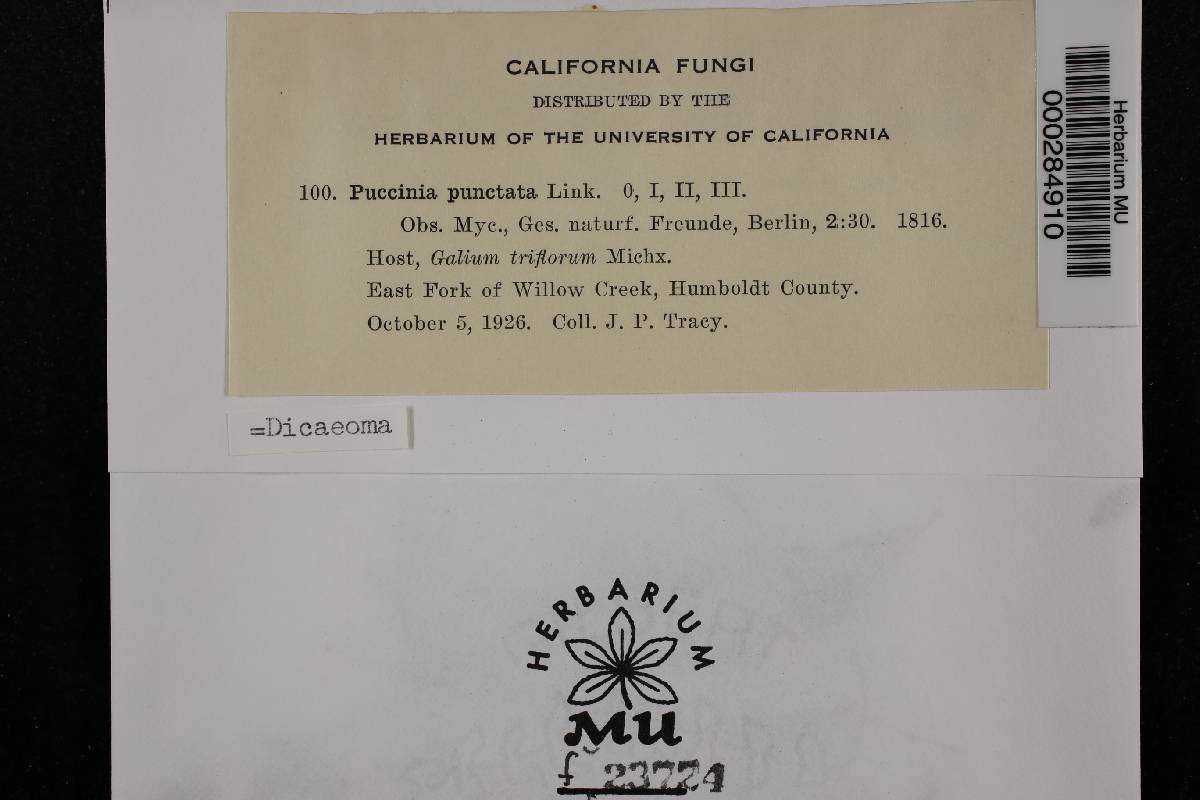 CALIFORNIA FUNGI
DISTRIBUTED BY THE
HERBARIUM OF THE UNIVERSITY OF CALIFORNIA
100. Puccinia punctata Link. 0, I, II, III.
Obs. Myc., Ges. naturf. Freunde, Berlin, 2:30. 1816.
Host, Galium triflorum Michx.
East Fork of Willow Creek, Humboldt County.
October 5, 1926. Coll. J. P. Tracy.
Herbarium MU
000284910
=Dicaeoma
HERBARIUM
MU
f 23724